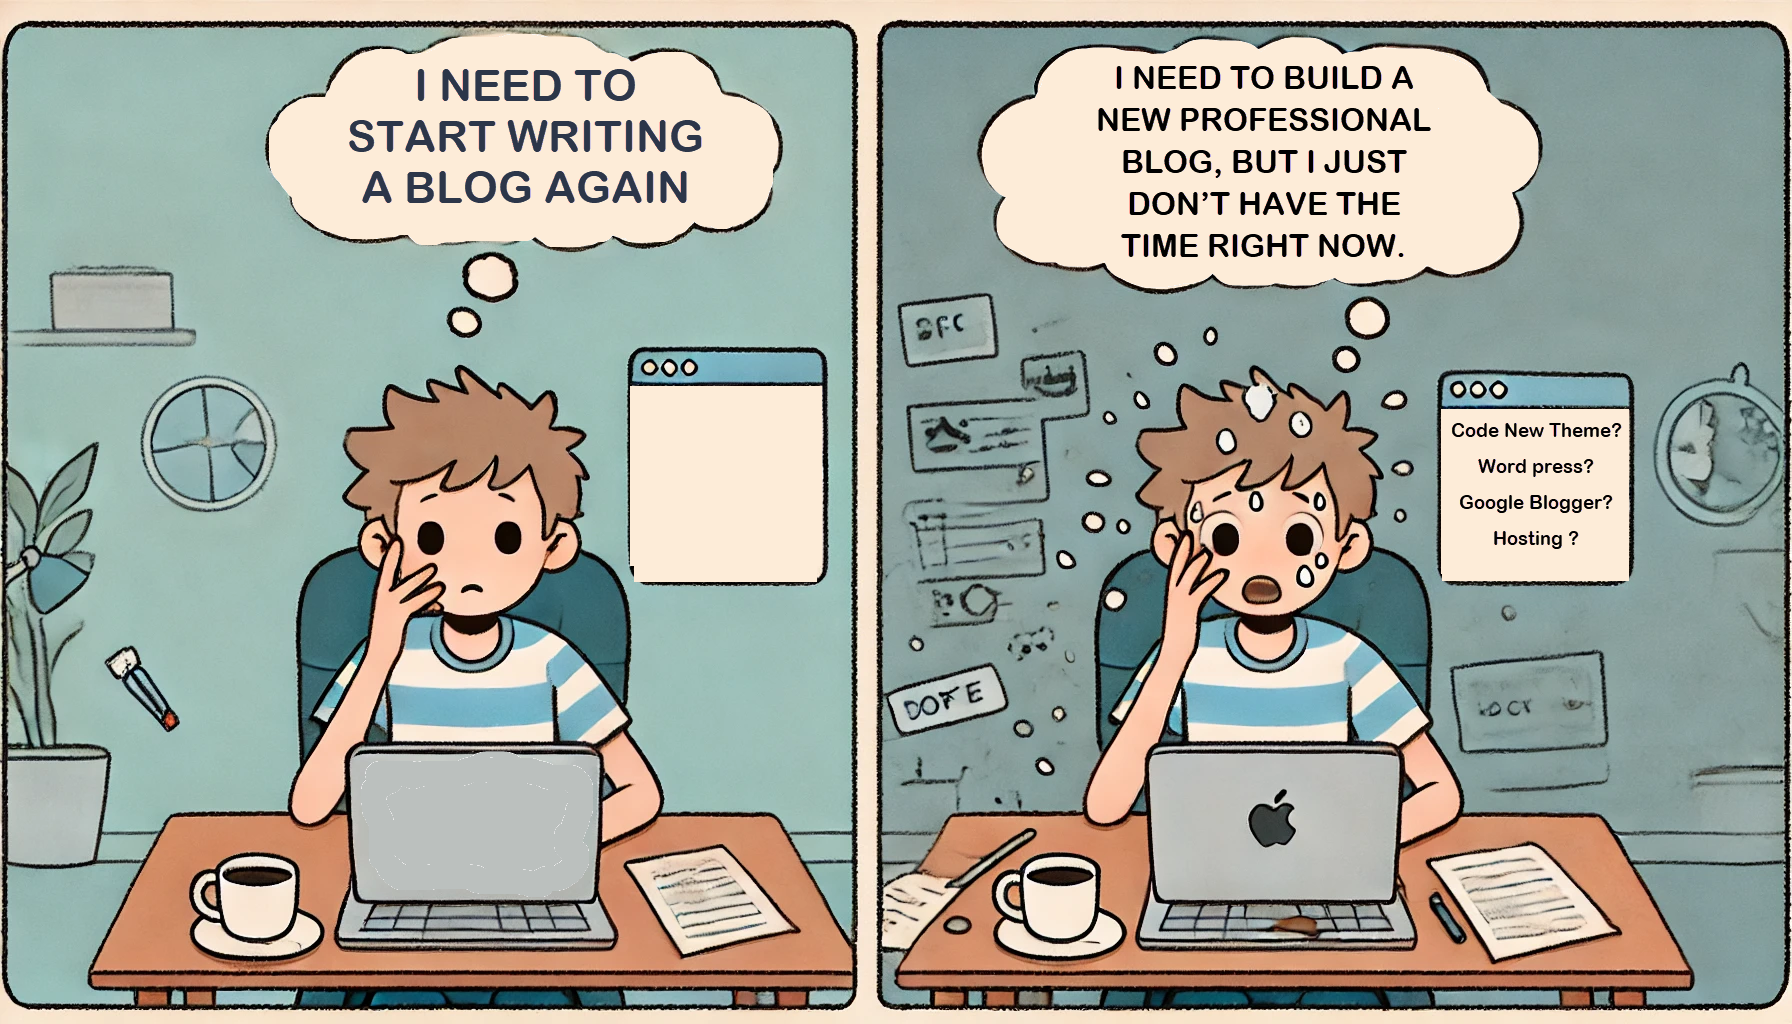 I NEED TO
START WRITING
A BLOG AGAIN
I NEED TO BUILD A
NEW PROFESSIONAL
BLOG, BUT I JUST
DON'T HAVE THE
TIME RIGHT NOW.
Code New Theme?
Word press?
Google Blogger?
Hosting ?